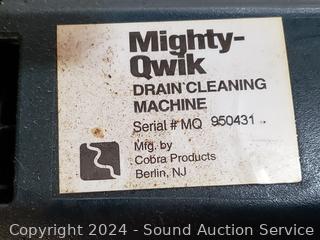 Mighty-
Qwik
DRAIN CLEANING
MACHINE
Serial # MQ 950431
Mfg. by
Cobra Products
Berlin, NJ
Copyright 2024 - Sound Auction Service